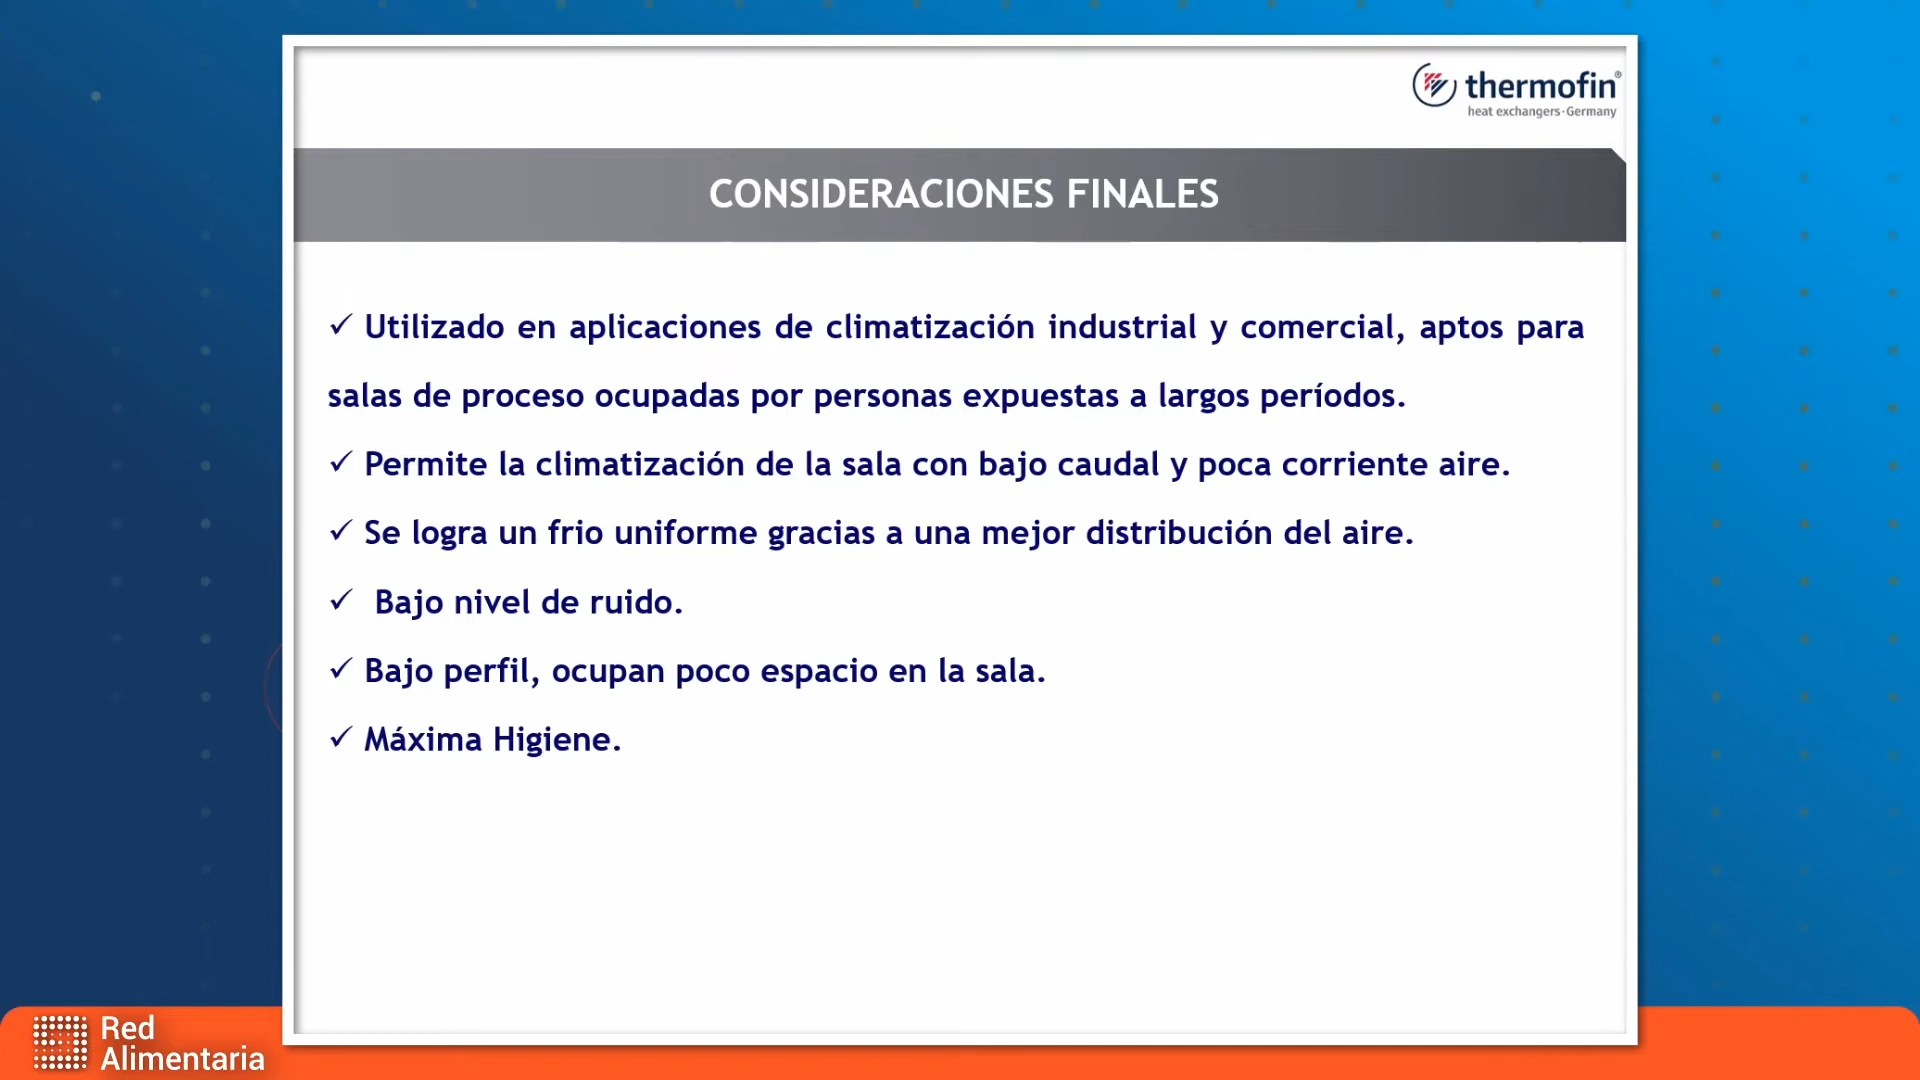 thermofin®
heat exchangers·Germany
CONSIDERACIONES FINALES
✓ Utilizado en aplicaciones de climatización industrial y comercial, aptos para
salas de proceso ocupadas por personas expuestas a largos períodos.
✓ Permite la climatización de la sala con bajo caudal y poca corriente aire.
✓ Se logra un frio uniforme gracias a una mejor distribución del aire.
✓ Bajo nivel de ruido.
✓ Bajo perfil, ocupan poco espacio en la sala.
✓ Máxima Higiene.
Red
Alimentaria